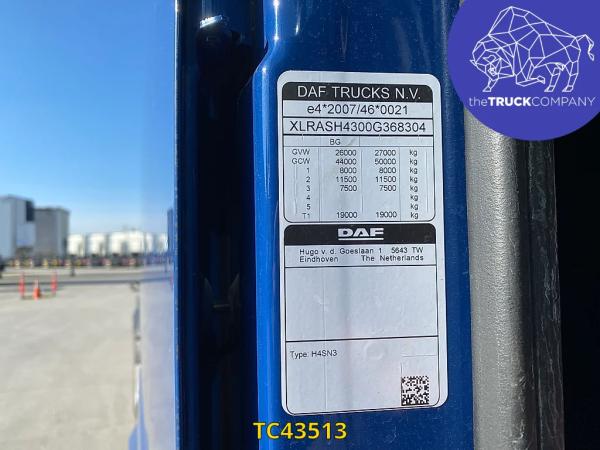 theTRUCKCOMPANY
DAF TRUCKS N.V.
e4*2007/46*0021
XLRASH4300G368304
BG
GVW 26000 27000 kg
GCW 44000 50000 kg
1 8000 8000 kg
2 11500 11500 kg
3 7500 7500 kg
4 kg
5 kg
T1 19000 19000 kg
DAF
Hugo v. d. Goeslaan 1 5643 TW
Eindhoven The Netherlands
Type: H4SN3
TC43513